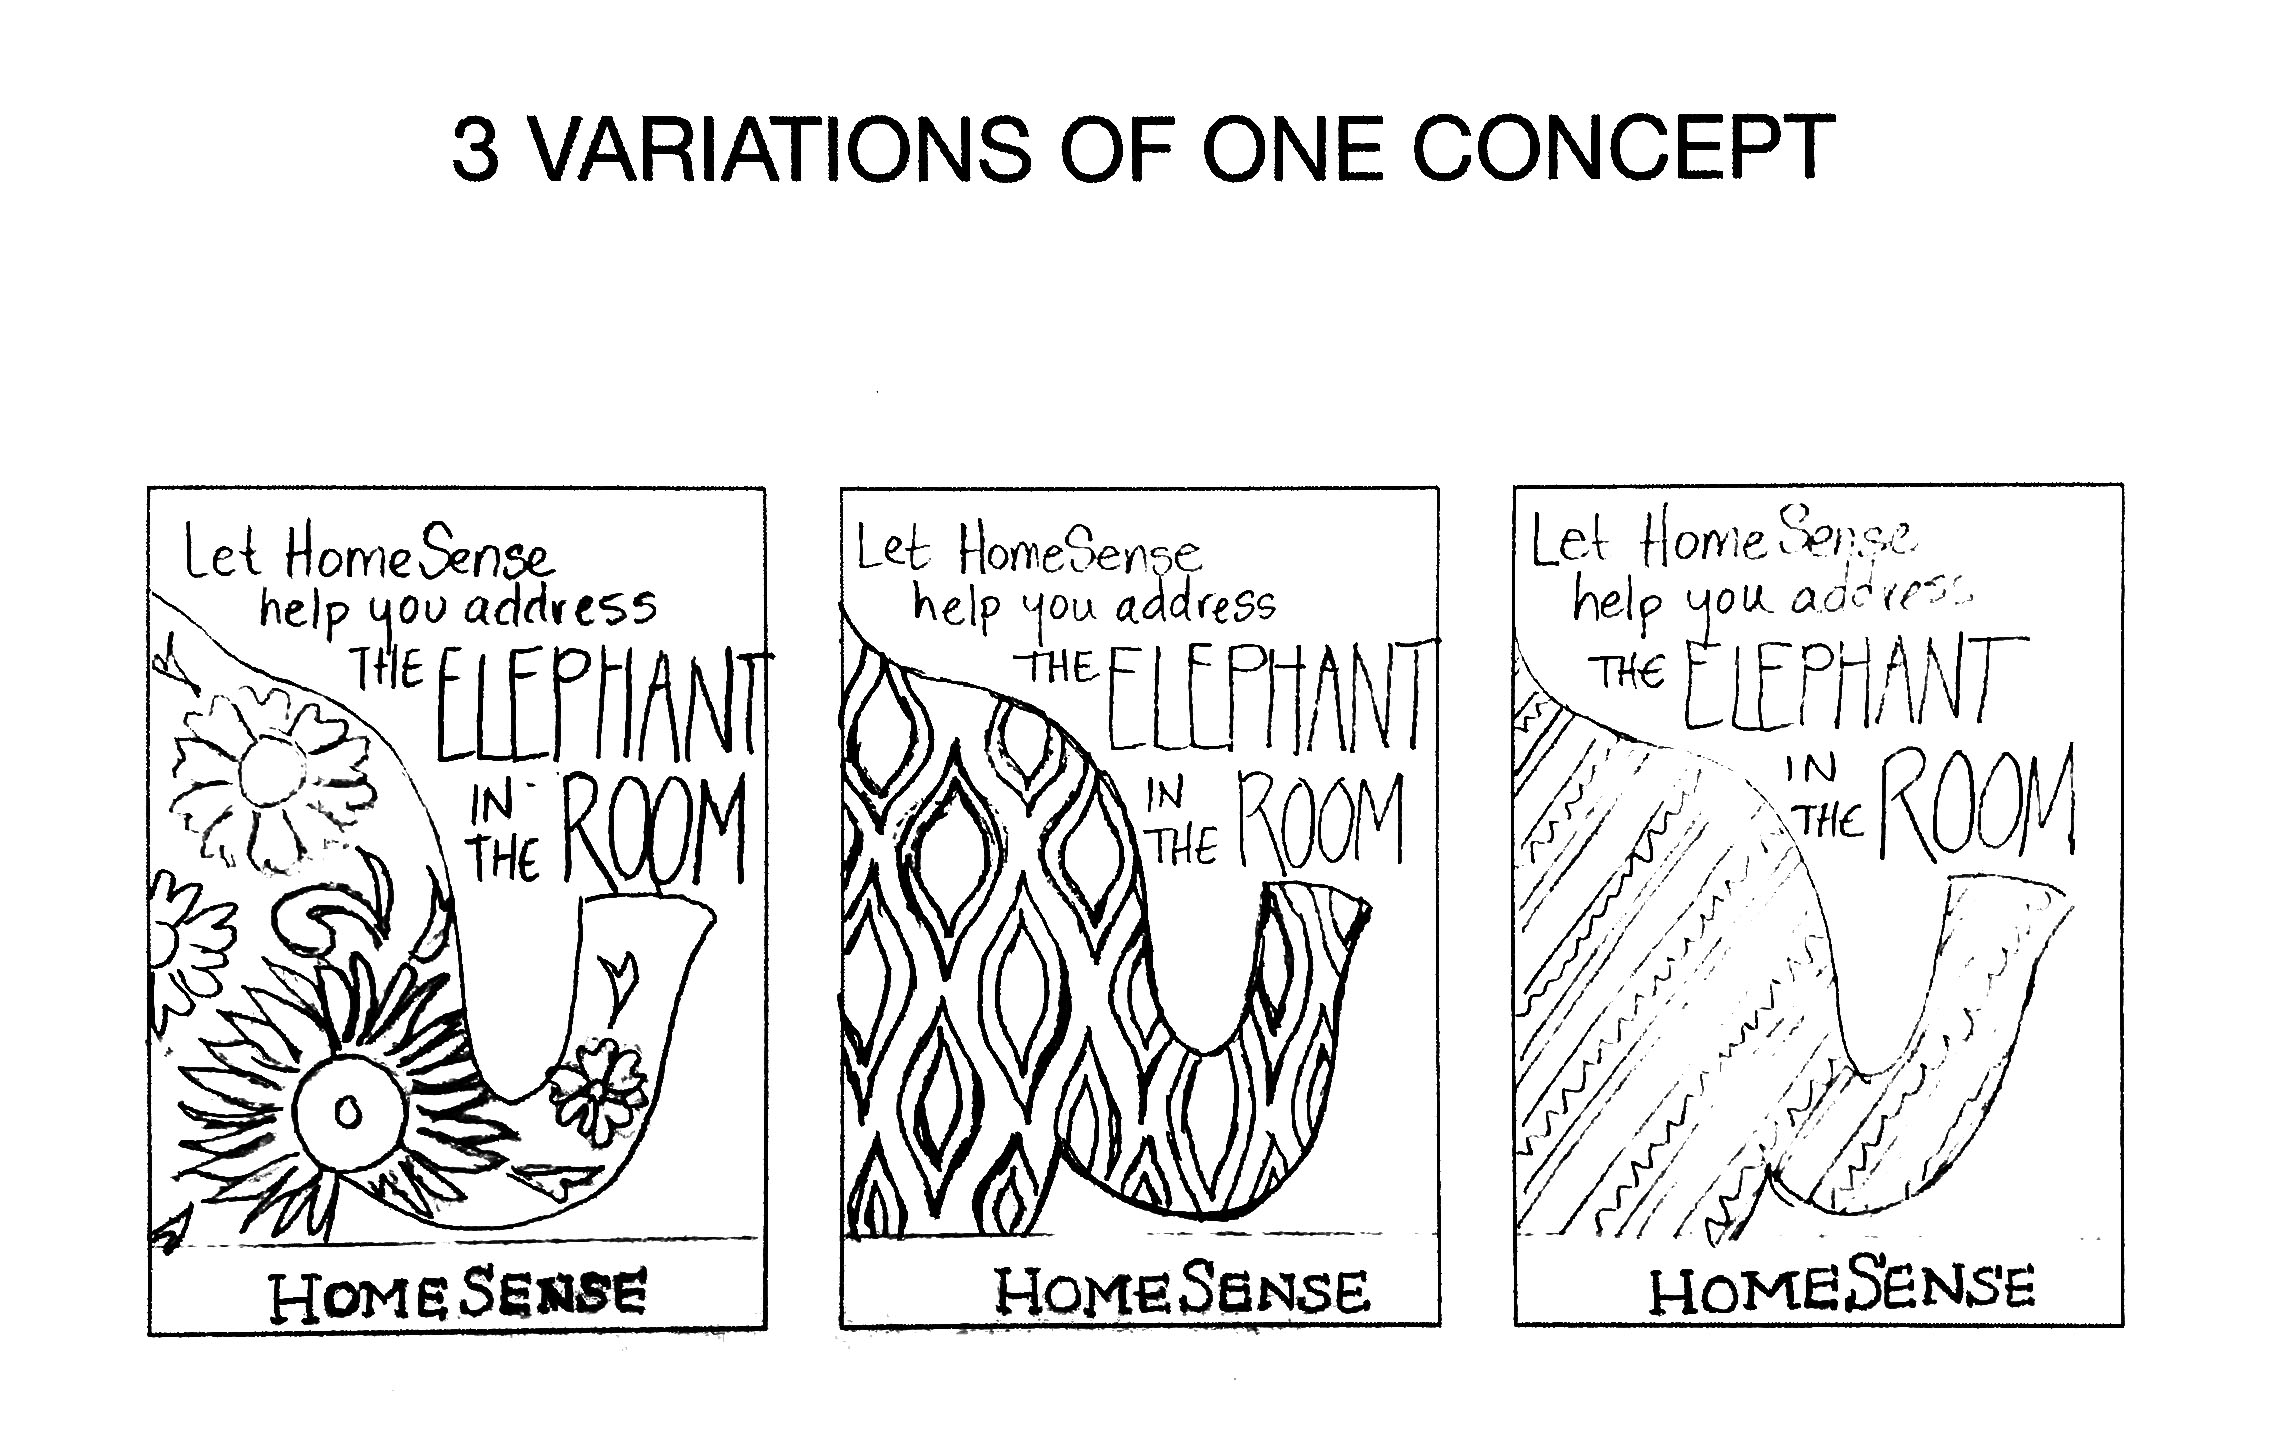 3 VARIATIONS OF ONE CONCEPT
Let HomeSense
help you address
THE ELEPHANT
IN
THE ROOM
HOMESENSE
Let HomeSense
help you address
THE ELEPHANT
IN
THE ROOM
HOMESENSE
Let HomeSense
help you address
THE ELEPHANT
IN
THE ROOM
HOMESENSE